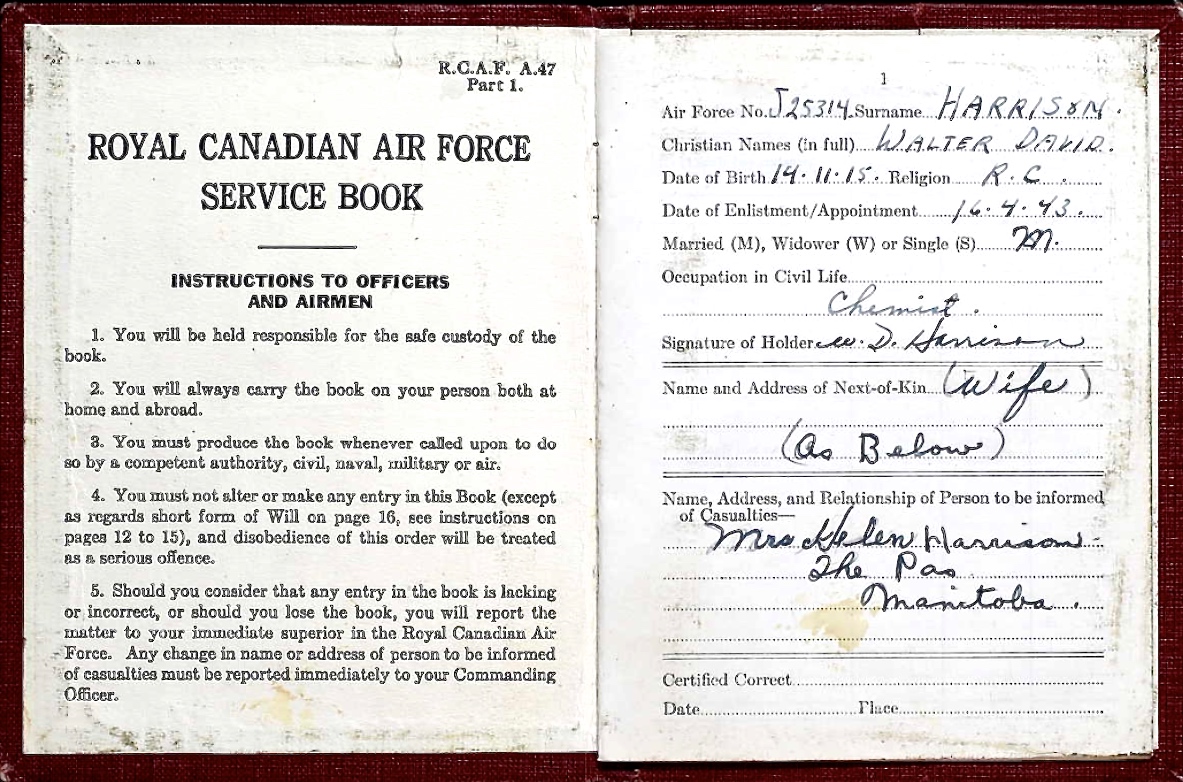 R.C.A.F. A.47
Part 1.
ROYAL CANADIAN AIR FORCE
SERVICE BOOK
INSTRUCTIONS TO OFFICERS
AND AIRMEN
1. You will be held responsible for the safe custody of the
book.
2. You will always carry the book on your person both at
home and abroad.
3. You must produce the book whenever called upon to do
so by a competent authority, civil, naval, military or air.
4. You must not alter or make any entry in this Book (except
as regards short form of Will on page 16, see instructions on
pages 12 to 15), and disobedience of this order will be treated
as a serious offence.
5. Should you consider that any entry in the book is lacking
or incorrect, or should you lose the book, you will report the
matter to your immediate superior in the Royal Canadian Air
Force. Any change in name or address of person to be informed
of casualties must be reported immediately to your Commanding
Officer.
1
Air Force No. J25314 Surname HARRISON.
Christian Names (in full) WALTER DAVID.
Date of Birth 19.11.15. Religion R.C.
Date of Enlistment/Appointment 16.4.43.
Married (M), Widower (W) or Single (S) M.
Occupation in Civil Life
Chemist.
Signature of Holder W. D. Harrison
Name and Address of Next-of-kin (Wife)
(As Below)
Name, Address, and Relationship of Person to be informed
of Casualties—
Mrs. Helen Harrison -
The Pas
Manitoba.
Certified Correct
Date Place